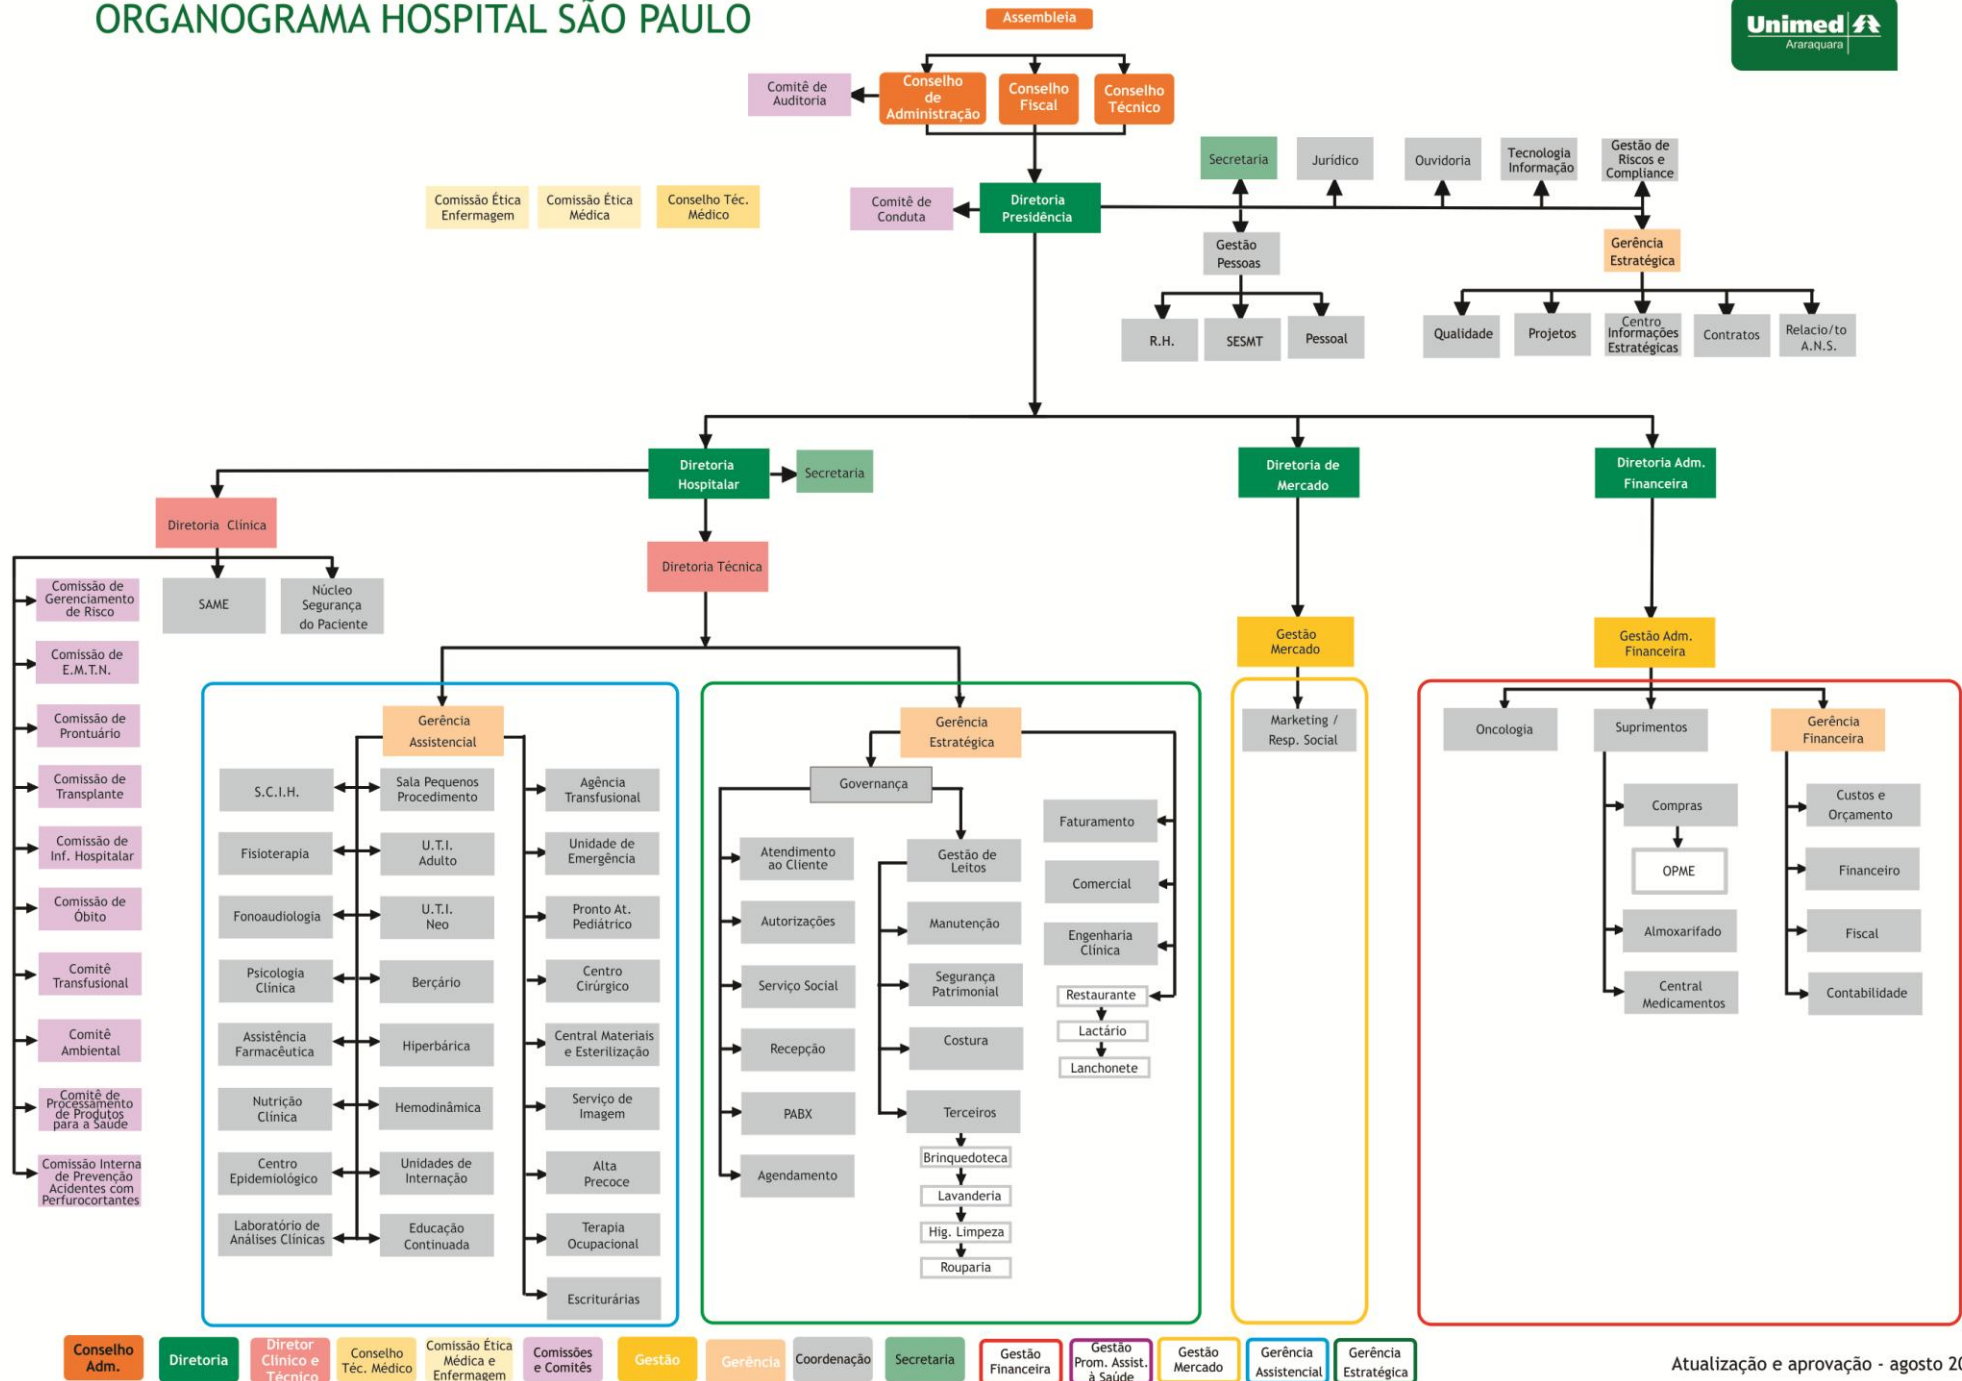 ORGANOGRAMA HOSPITAL SÃO PAULO
Assembleia
Unimed
Araraquara
Comitê de
Auditoria
Conselho
de
Administração
Conselho
Fiscal
Conselho
Técnico
Secretaria
Jurídico
Ouvidoria
Tecnologia
Informação
Gestão de
Riscos e
Compliance
Comissão Ética
Enfermagem
Comissão Ética
Médica
Conselho Téc.
Médico
Comitê de
Conduta
Diretoria
Presidência
Gestão
Pessoas
Gerência
Estratégica
R.H.
SESMT
Pessoal
Qualidade
Projetos
Centro
Informações
Estratégicas
Contratos
Relacio/to
A.N.S.
Diretoria
Hospitalar
Secretaria
Diretoria de
Mercado
Diretoria Adm.
Financeira
Diretoria Clínica
Diretoria Técnica
Comissão de
Gerenciamento
de Risco
SAME
Núcleo
Segurança
do Paciente
Comissão de
E.M.T.N.
Comissão de
Prontuário
Comissão de
Transplante
Comissão de
Inf. Hospitalar
Comissão de
Óbito
Comitê
Transfusional
Comitê
Ambiental
Comitê de
Processamento
de Produtos
para a Saúde
Comissão Interna
de Prevenção
Acidentes com
Perfurocortantes
Gerência
Assistencial
S.C.I.H.
Fisioterapia
Fonoaudiologia
Psicologia
Clínica
Assistência
Farmacêutica
Nutrição
Clínica
Centro
Epidemiológico
Laboratório de
Análises Clínicas
Sala Pequenos
Procedimento
U.T.I.
Adulto
U.T.I.
Neo
Berçário
Hiperbárica
Hemodinâmica
Unidades de
Internação
Educação
Continuada
Agência
Transfusional
Unidade de
Emergência
Pronto At.
Pediátrico
Centro
Cirúrgico
Central Materiais
e Esterilização
Serviço de
Imagem
Alta
Precoce
Terapia
Ocupacional
Escriturárias
Gerência
Estratégica
Governança
Atendimento
ao Cliente
Autorizações
Serviço Social
Recepção
PABX
Agendamento
Gestão de
Leitos
Manutenção
Segurança
Patrimonial
Costura
Terceiros
Brinquedoteca
Lavanderia
Hig. Limpeza
Rouparia
Faturamento
Comercial
Engenharia
Clínica
Restaurante
Lactário
Lanchonete
Gestão
Mercado
Marketing /
Resp. Social
Gestão Adm.
Financeira
Oncologia
Suprimentos
Compras
OPME
Almoxarifado
Central
Medicamentos
Gerência
Financeira
Custos e
Orçamento
Financeiro
Fiscal
Contabilidade
Conselho
Adm.
Diretoria
Diretor
Clinico e
Técnico
Conselho
Téc. Médico
Comissão Ética
Médica e
Enfermagem
Comissões
e Comitês
Gestão
Gerência
Coordenação
Secretaria
Gestão
Financeira
Gestão
Prom. Assist.
à Saúde
Gestão
Mercado
Gerência
Assistencial
Gerência
Estratégica
Atualização e aprovação - agosto 20